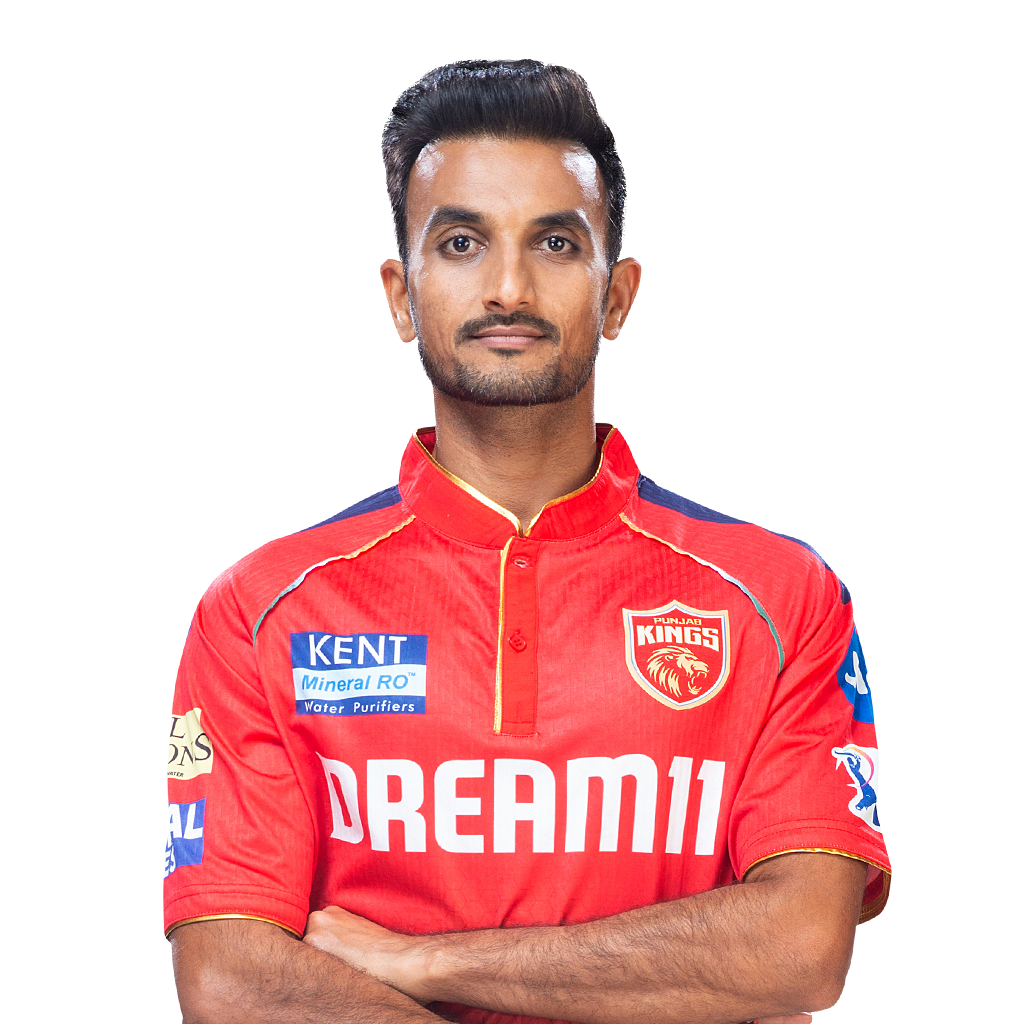 PUNJAB
KINGS
KENT
Mineral RO™
Water Purifiers
DREAM11